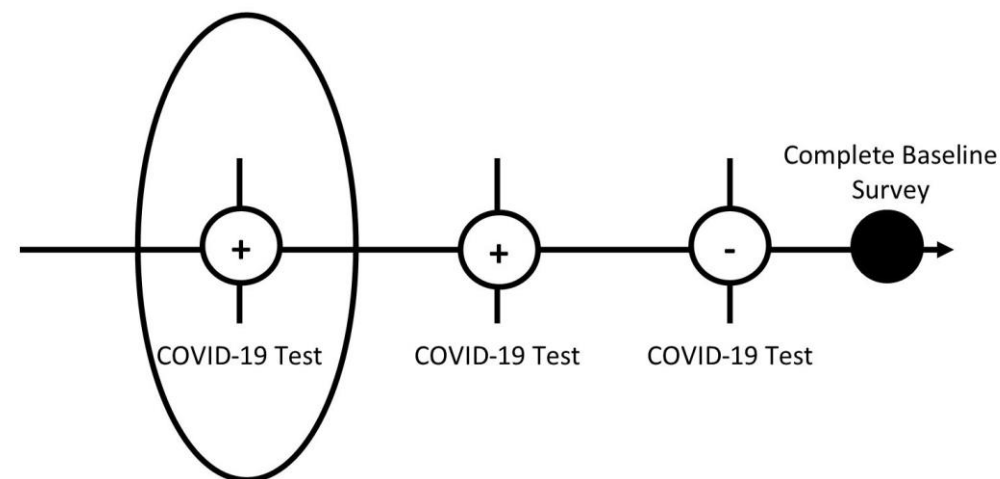 Complete Baseline
Survey
+
+
-
COVID-19 Test
COVID-19 Test
COVID-19 Test